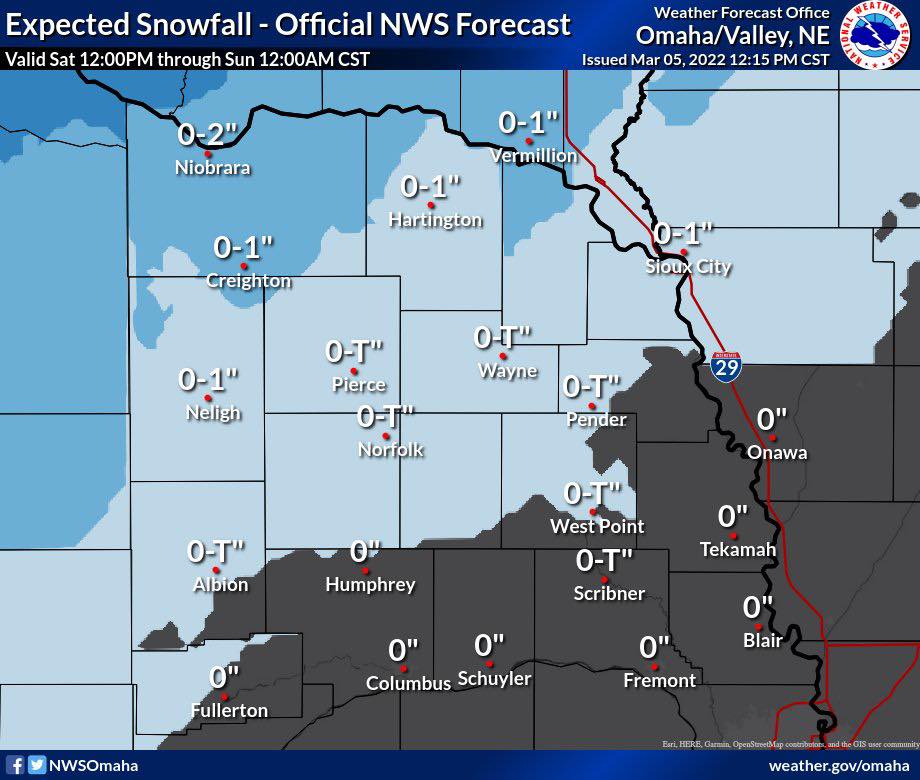 Expected Snowfall - Official NWS Forecast
Valid Sat 12:00PM through Sun 12:00AM CST
Weather Forecast Office
Omaha/Valley, NE
Issued Mar 05, 2022 12:15 PM CST
NATIONAL WEATHER SERVICE
0-2"
Niobrara
0-1"
Vermillion
0-1"
Hartington
0-1"
Creighton
0-1"
Sioux City
0-T"
Pierce
0-T"
Wayne
INTERSTATE
29
0-1"
Neligh
0-T"
Norfolk
0-T"
Pender
0"
Onawa
0-T"
West Point
0"
Tekamah
0-T"
Albion
0"
Humphrey
0-T"
Scribner
0"
Blair
0"
Fullerton
0"
Columbus
0"
Schuyler
0"
Fremont
Esri, HERE, Garmin, OpenStreetMap contributors, and the GIS user community
NWSOmaha
weather.gov/omaha